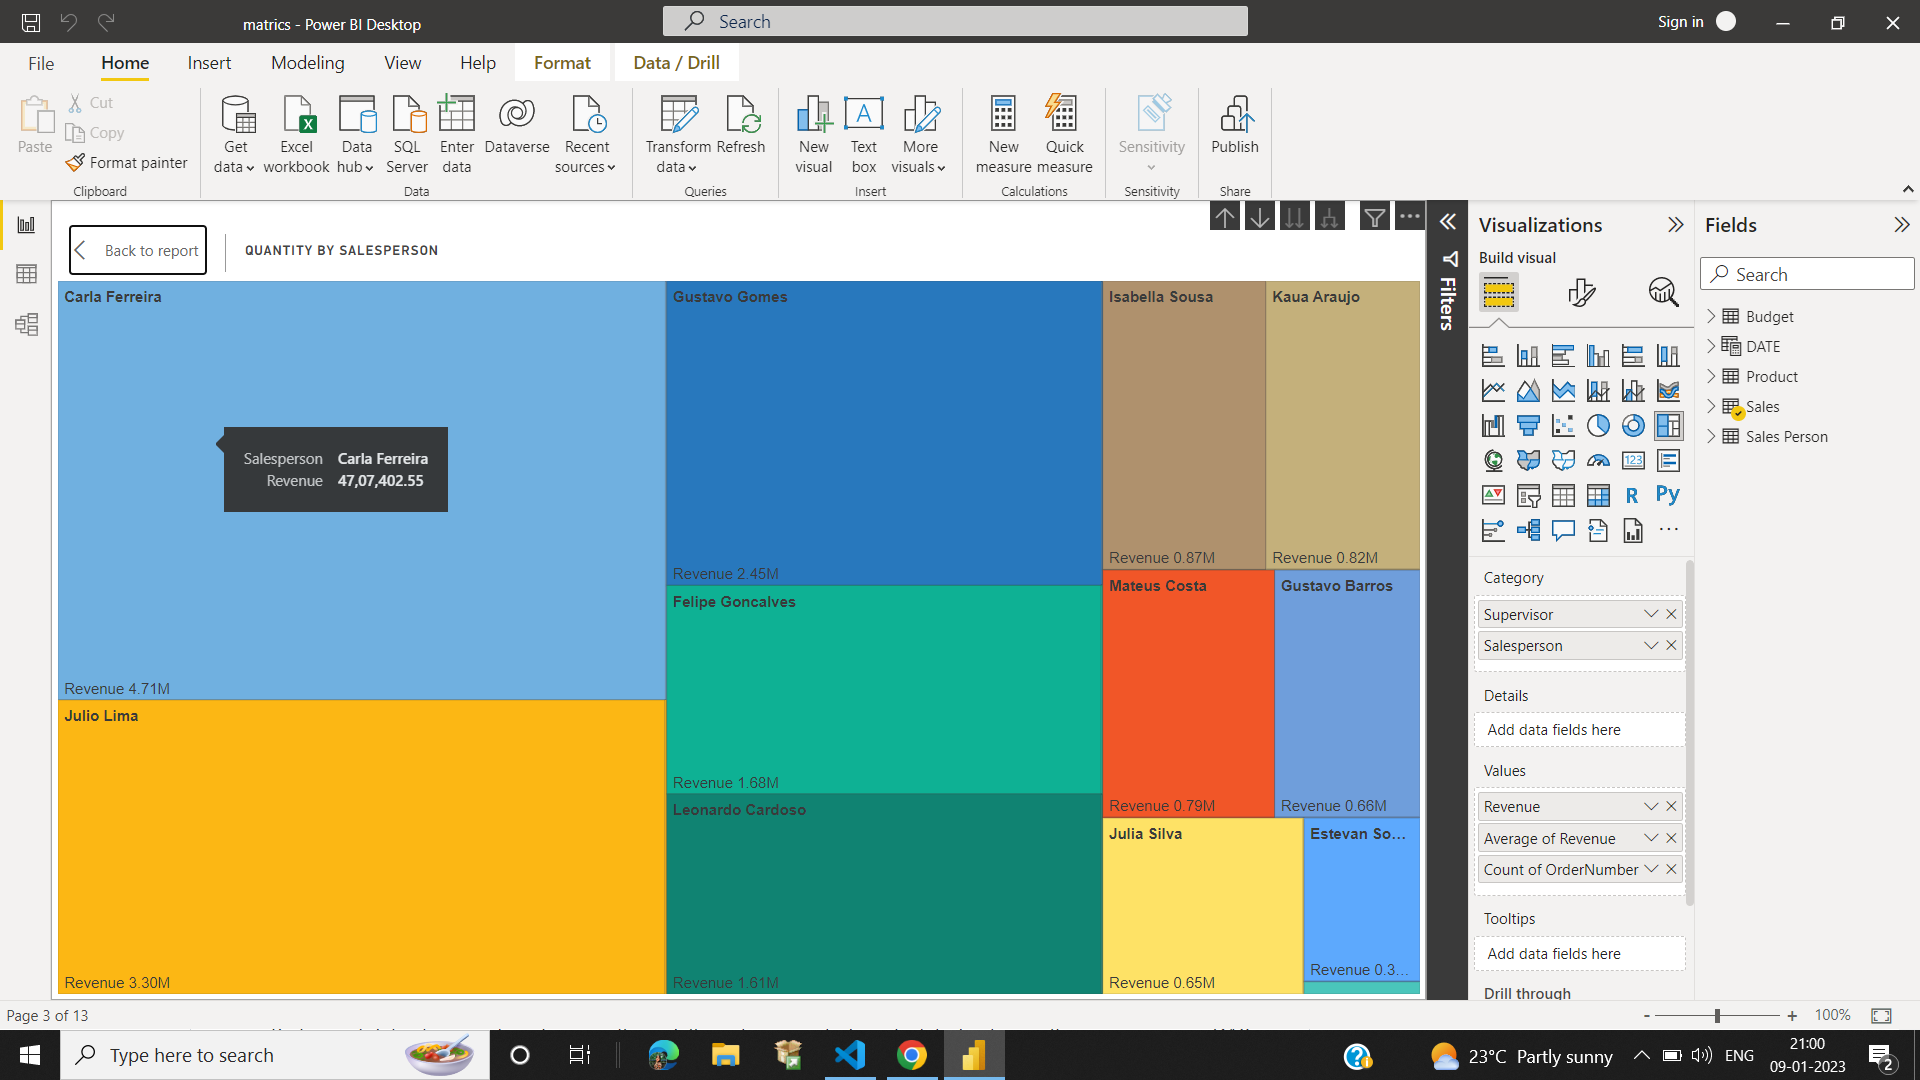 matrics - Power BI Desktop
Search
Sign in
File
Home
Insert
Modeling
View
Help
Format
Data / Drill
Paste
Cut
Copy
Format painter
Clipboard
Get data
Excel workbook
Data hub
SQL Server
Enter data
Dataverse
Recent sources
Data
Transform data
Refresh
Queries
New visual
Text box
More visuals
Insert
New measure
Quick measure
Calculations
Sensitivity
Sensitivity
Publish
Share
Back to report
QUANTITY BY SALESPERSON
Carla Ferreira
Salesperson Carla Ferreira
Revenue 47,07,402.55
Revenue 4.71M
Julio Lima
Revenue 3.30M
Gustavo Gomes
Revenue 2.45M
Felipe Goncalves
Revenue 1.68M
Leonardo Cardoso
Revenue 1.61M
Isabella Sousa
Revenue 0.87M
Kaua Araujo
Revenue 0.82M
Mateus Costa
Revenue 0.79M
Gustavo Barros
Revenue 0.66M
Julia Silva
Revenue 0.65M
Estevan So...
Revenue 0.3...
Filters
Visualizations
Build visual
123
R
Py
Category
Supervisor
Salesperson
Details
Add data fields here
Values
Revenue
Average of Revenue
Count of OrderNumber
Tooltips
Add data fields here
Drill through
Fields
Search
Budget
DATE
Product
Sales
Sales Person
Page 3 of 13
100%
Type here to search
23°C Partly sunny
ENG
21:00
09-01-2023
2